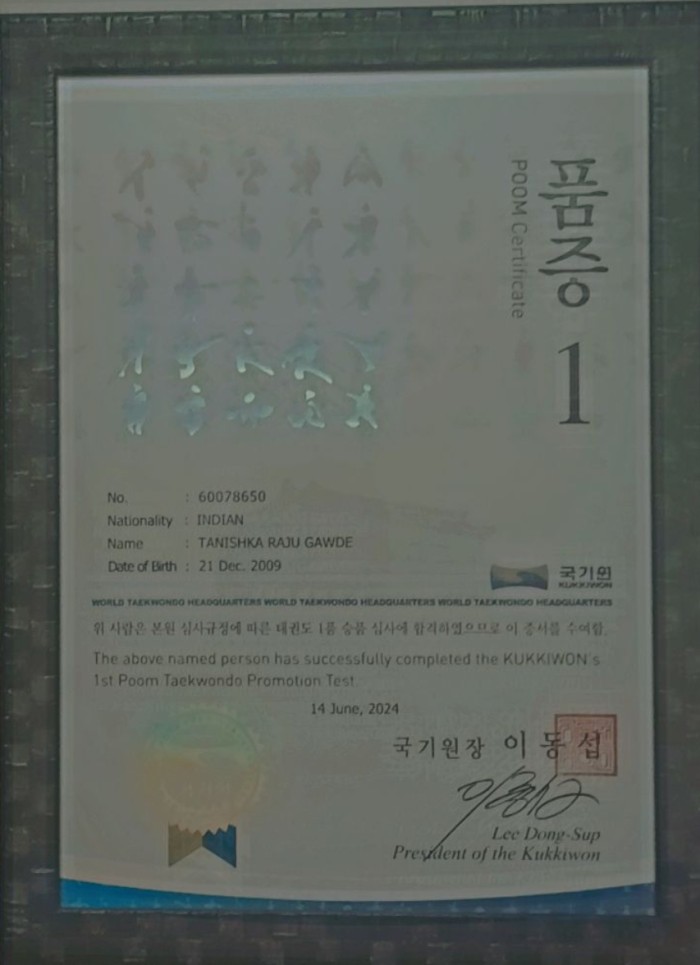 품증
POOM Certificate
1
No. : 60078650
Nationality : INDIAN
Name : TANISHKA RAJU GAWDE
Date of Birth : 21 Dec. 2009
국기원
KUKKIWON
WORLD TAEKWONDO HEADQUARTERS WORLD TAEKWONDO HEADQUARTERS WORLD TAEKWONDO HEADQUARTERS
위 사람은 본원 심사규정에 따른 태권도 1품 승품 심사에 합격하였으므로 이 증서를 수여함.
The above named person has successfully completed the KUKKIWON's
1st Poom Taekwondo Promotion Test
14 June, 2024
국기원장 이동섭
Lee Dong-Sup
President of the Kukkiwon